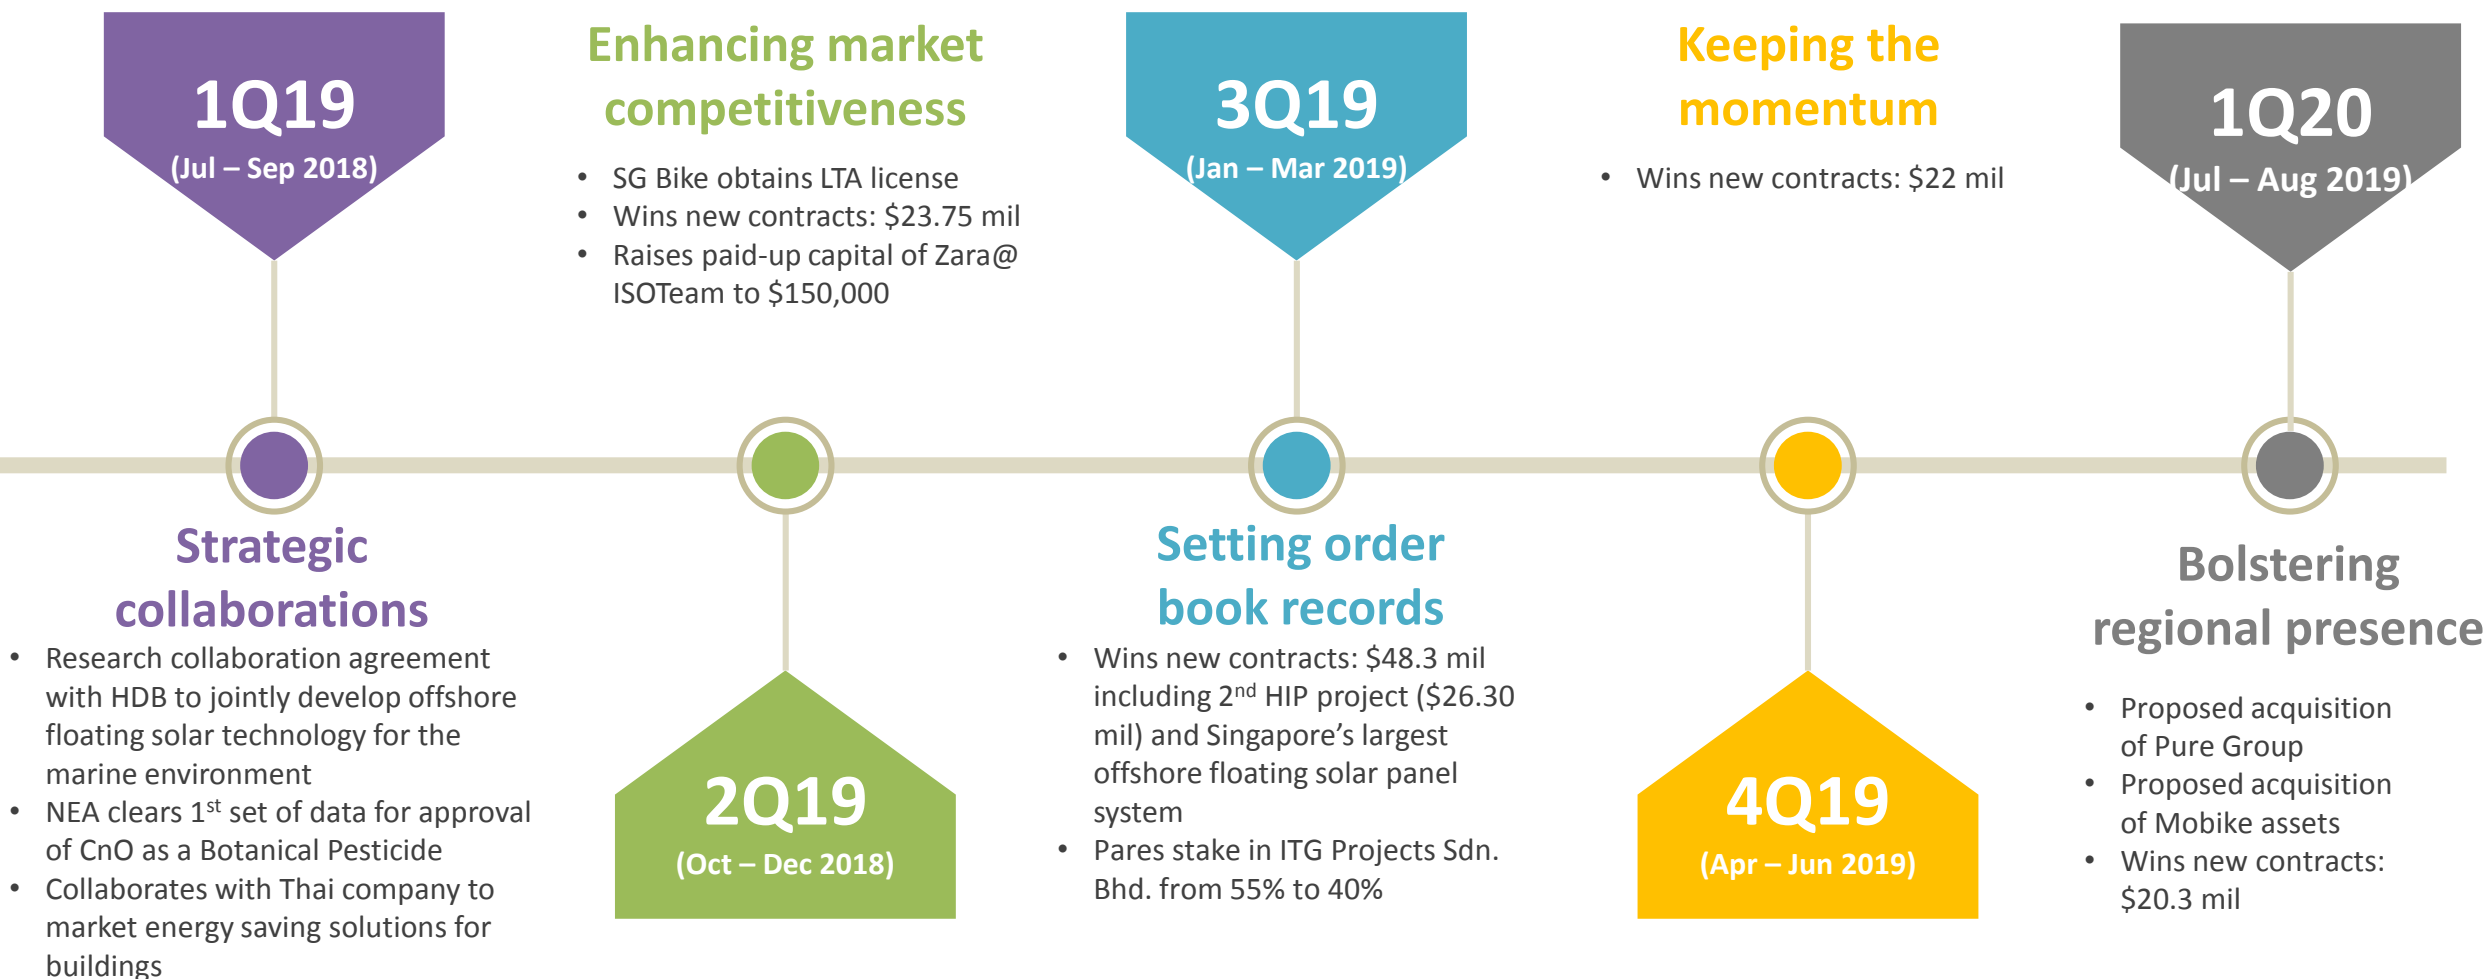 1Q19
(Jul – Sep 2018)
Strategic
collaborations
• Research collaboration agreement
with HDB to jointly develop offshore
floating solar technology for the
marine environment
• NEA clears 1st set of data for approval
of CnO as a Botanical Pesticide
• Collaborates with Thai company to
market energy saving solutions for
buildings
Enhancing market
competitiveness
• SG Bike obtains LTA license
• Wins new contracts: $23.75 mil
• Raises paid-up capital of Zara@
ISOTeam to $150,000
2Q19
(Oct – Dec 2018)
3Q19
(Jan – Mar 2019)
Setting order
book records
• Wins new contracts: $48.3 mil
including 2nd HIP project ($26.30
mil) and Singapore’s largest
offshore floating solar panel
system
• Pares stake in ITG Projects Sdn.
Bhd. from 55% to 40%
Keeping the
momentum
• Wins new contracts: $22 mil
4Q19
(Apr – Jun 2019)
1Q20
(Jul – Aug 2019)
Bolstering
regional presence
• Proposed acquisition
of Pure Group
• Proposed acquisition
of Mobike assets
• Wins new contracts:
$20.3 mil